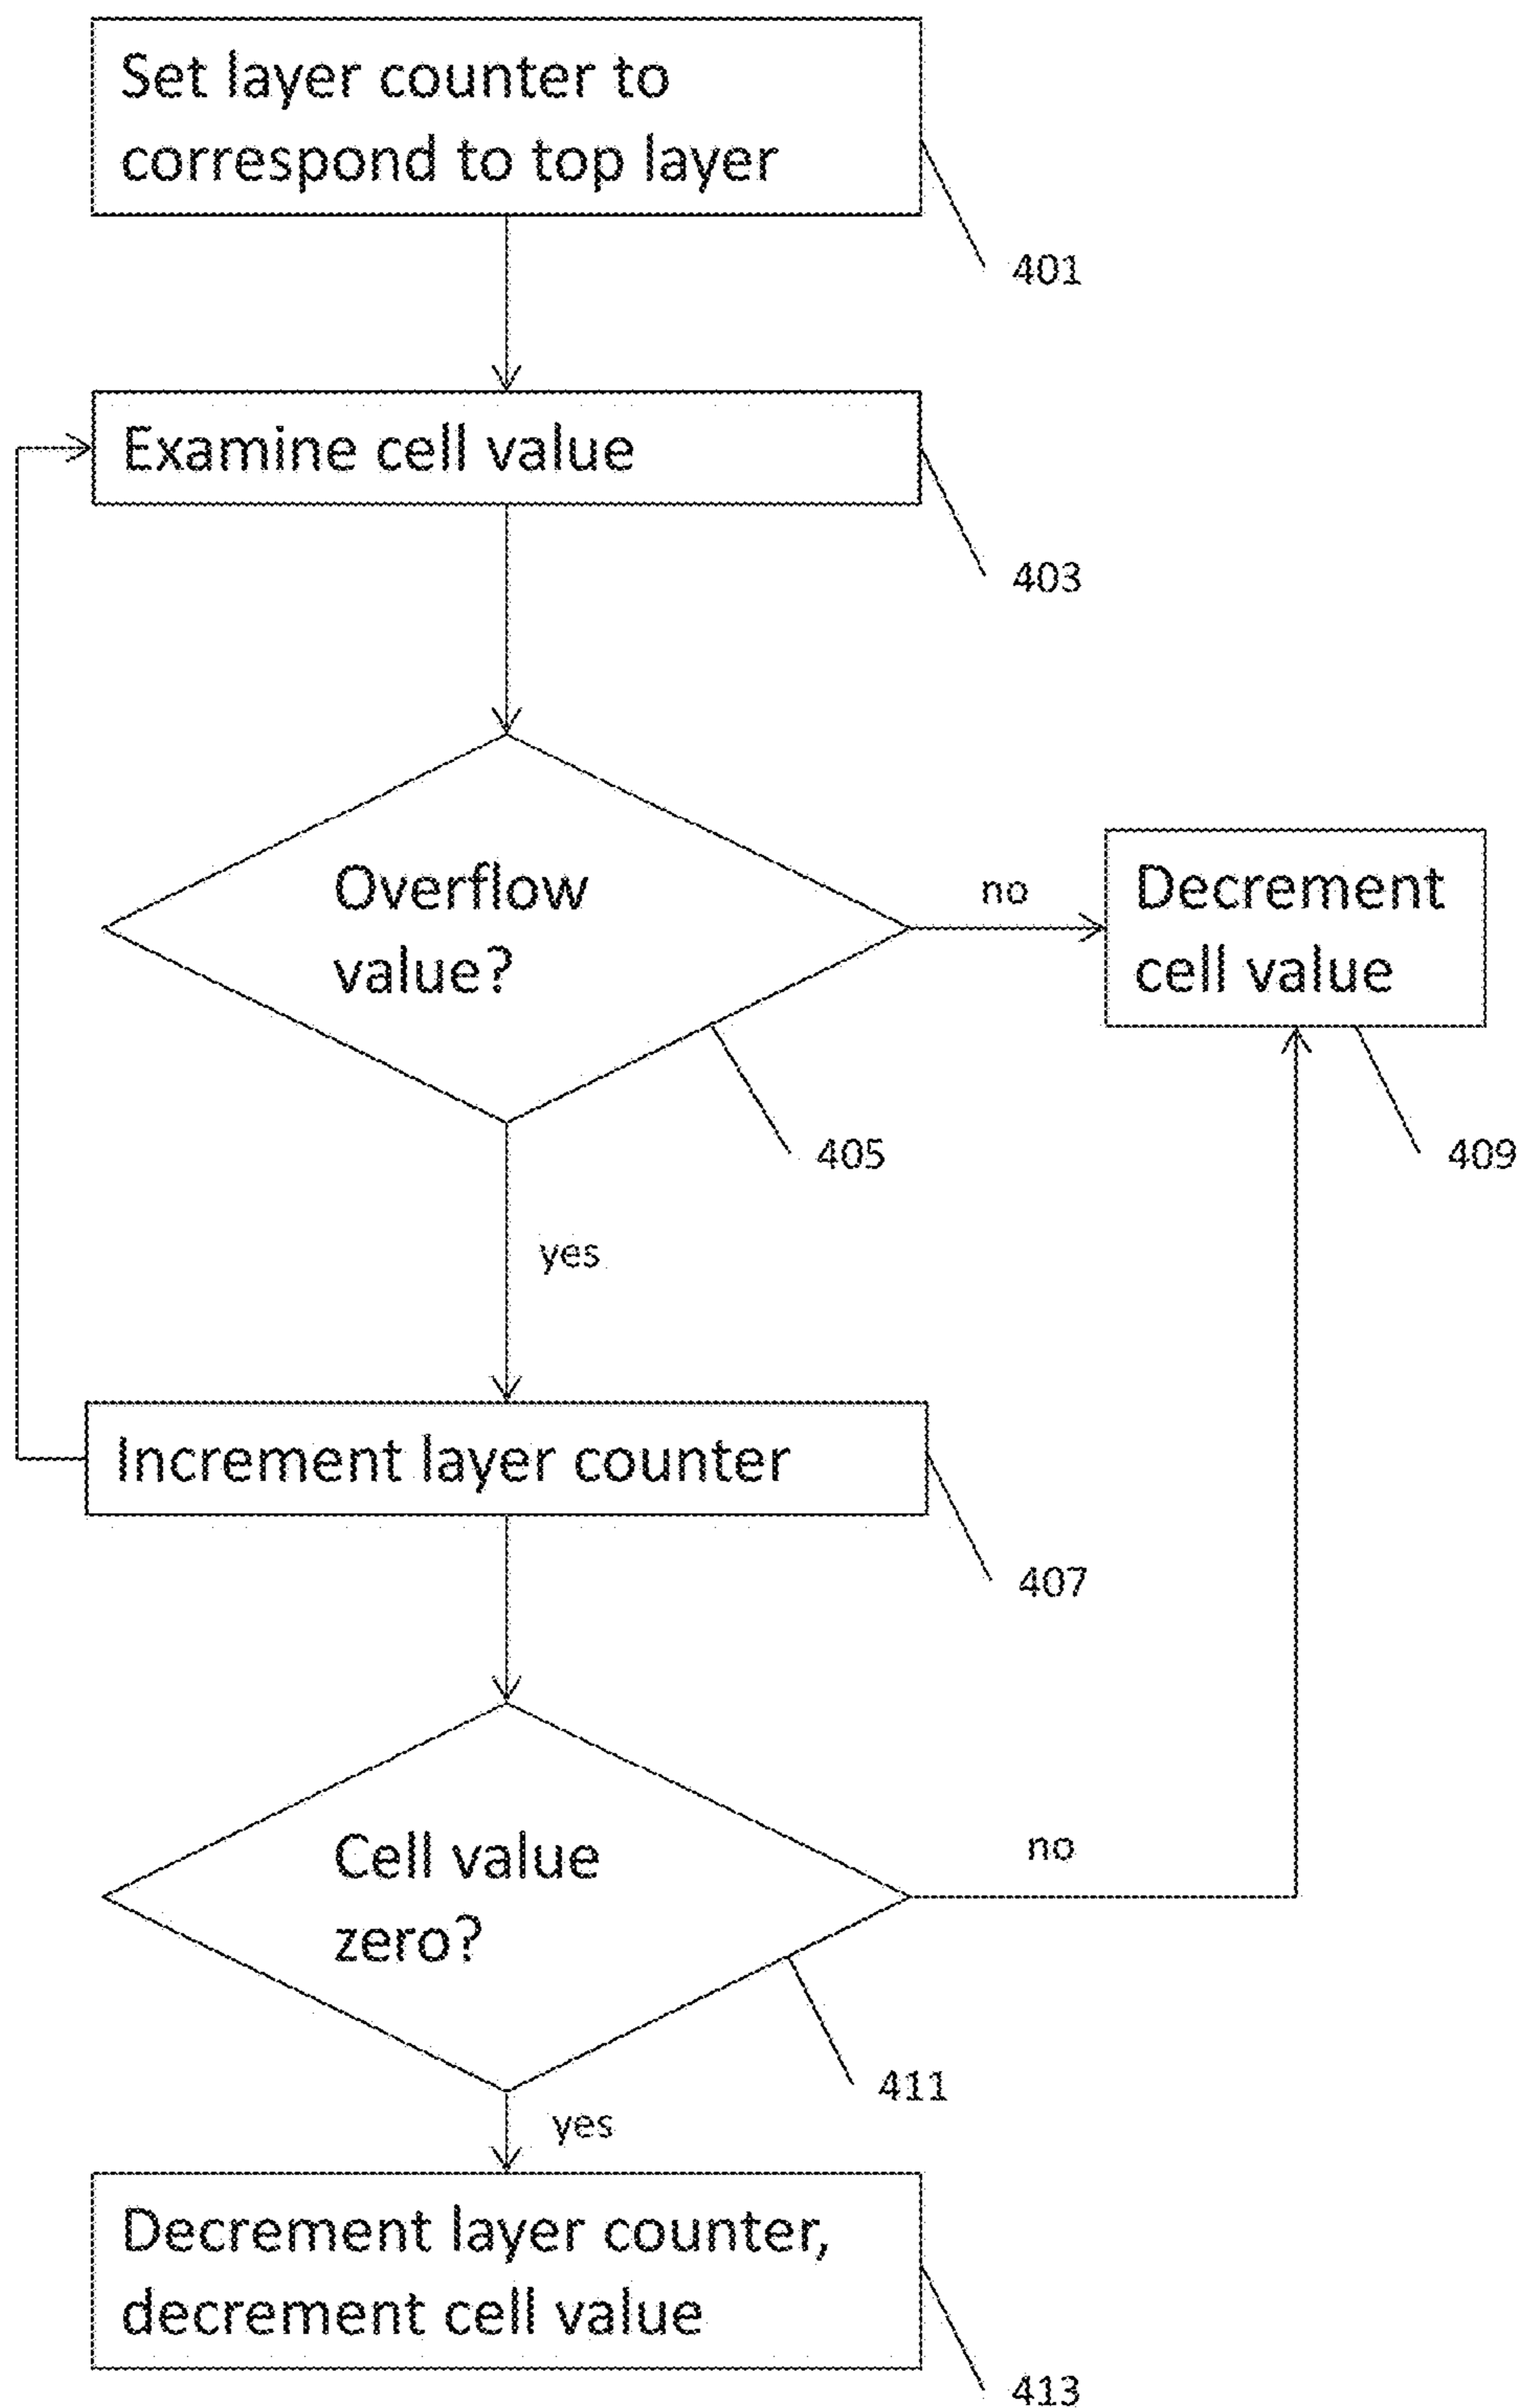 Set layer counter to
correspond to top layer
401
Examine cell value
403
Overflow
value?
no
Decrement
cell value
405
409
yes
Increment layer counter
407
Cell value
zero?
no
411
yes
Decrement layer counter,
decrement cell value
413